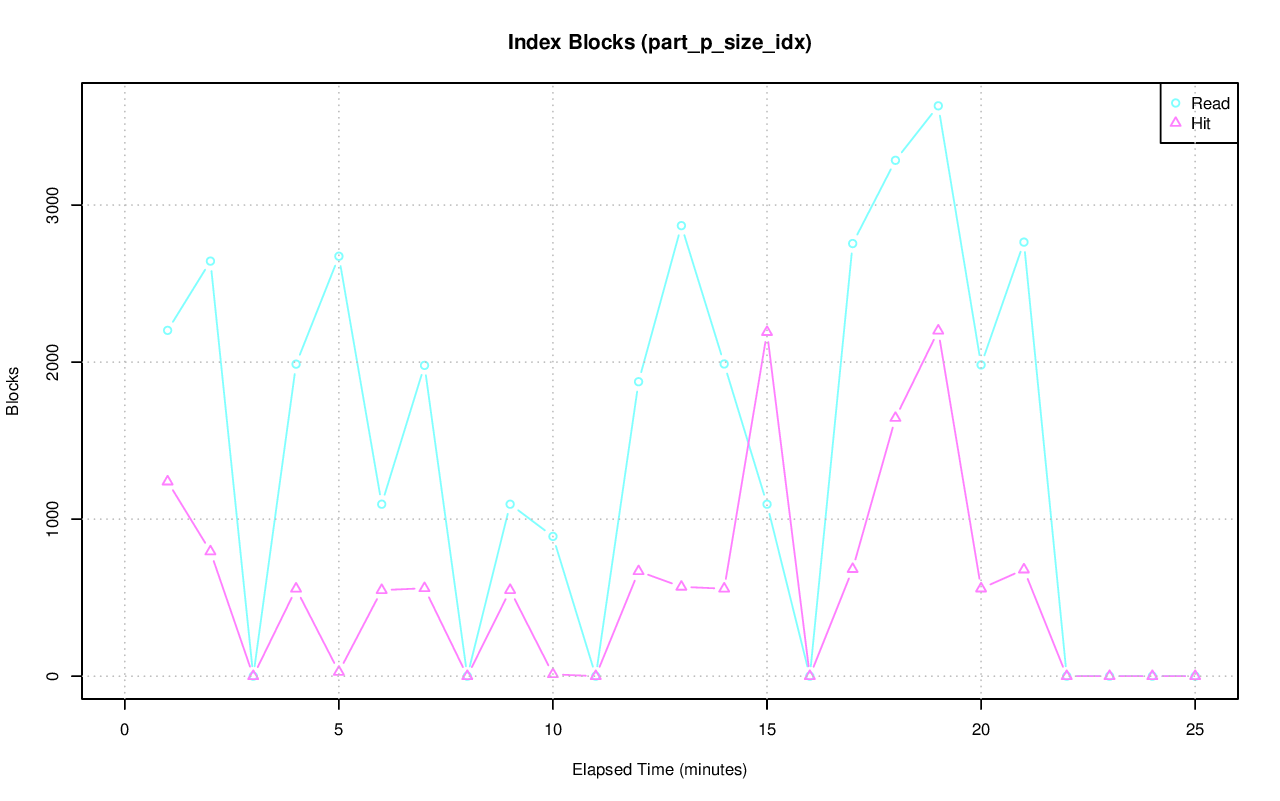 Index Blocks (part_p_size_idx)
Read
Hit
Blocks
3000
2000
1000
0
0 5 10 15 20 25
Elapsed Time (minutes)